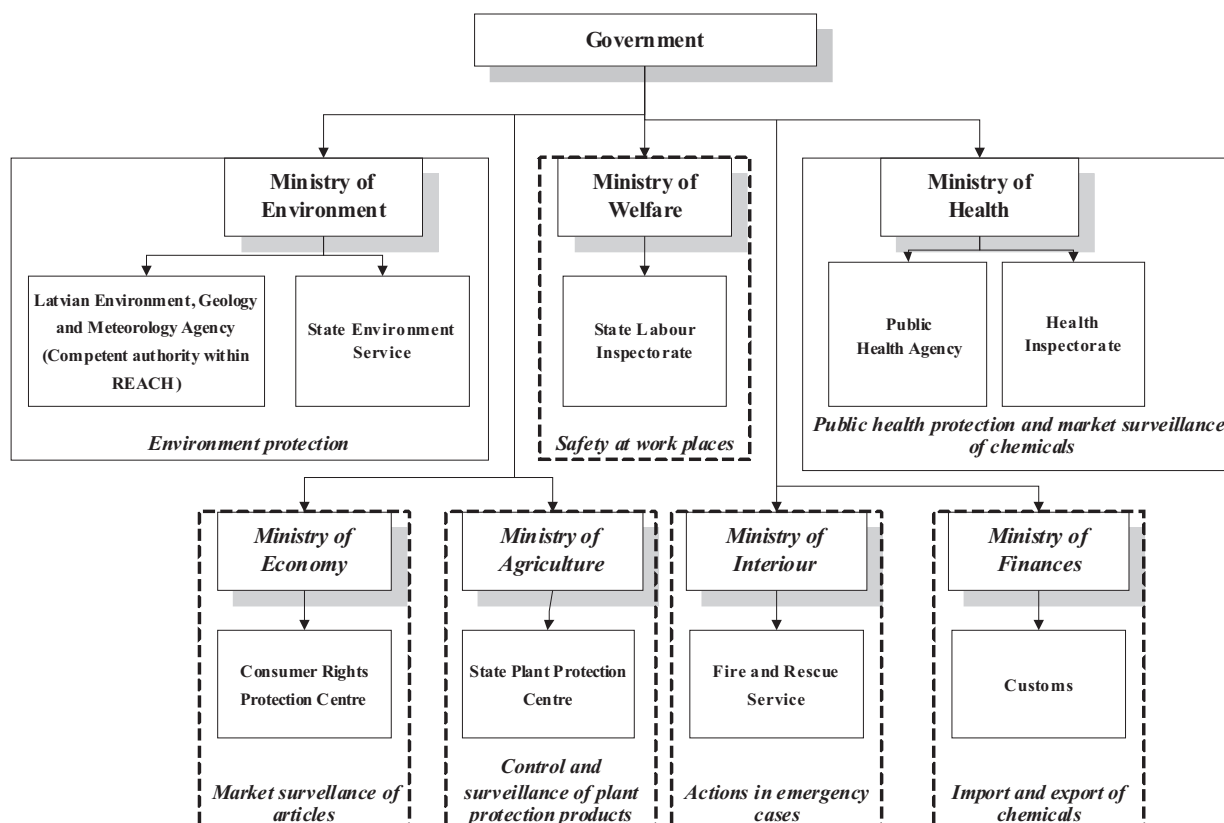 Government
Ministry of
Environment
Ministry of
Welfare
Ministry of
Health
Latvian Environment, Geology
and Meteorology Agency
(Competent authority within
REACH)
State Environment
Service
State Labour
Inspectorate
Public
Health Agency
Health
Inspectorate
Environment protection
Safety at work places
Public health protection and market surveillance
of chemicals
Ministry of
Economy
Ministry of
Agriculture
Ministry of
Interiour
Ministry of
Finances
Consumer Rights
Protection Centre
State Plant Protection
Centre
Fire and Rescue
Service
Customs
Market survellance of
articles
Control and
surveillance of plant
protection products
Actions in emergency
cases
Import and export of
chemicals